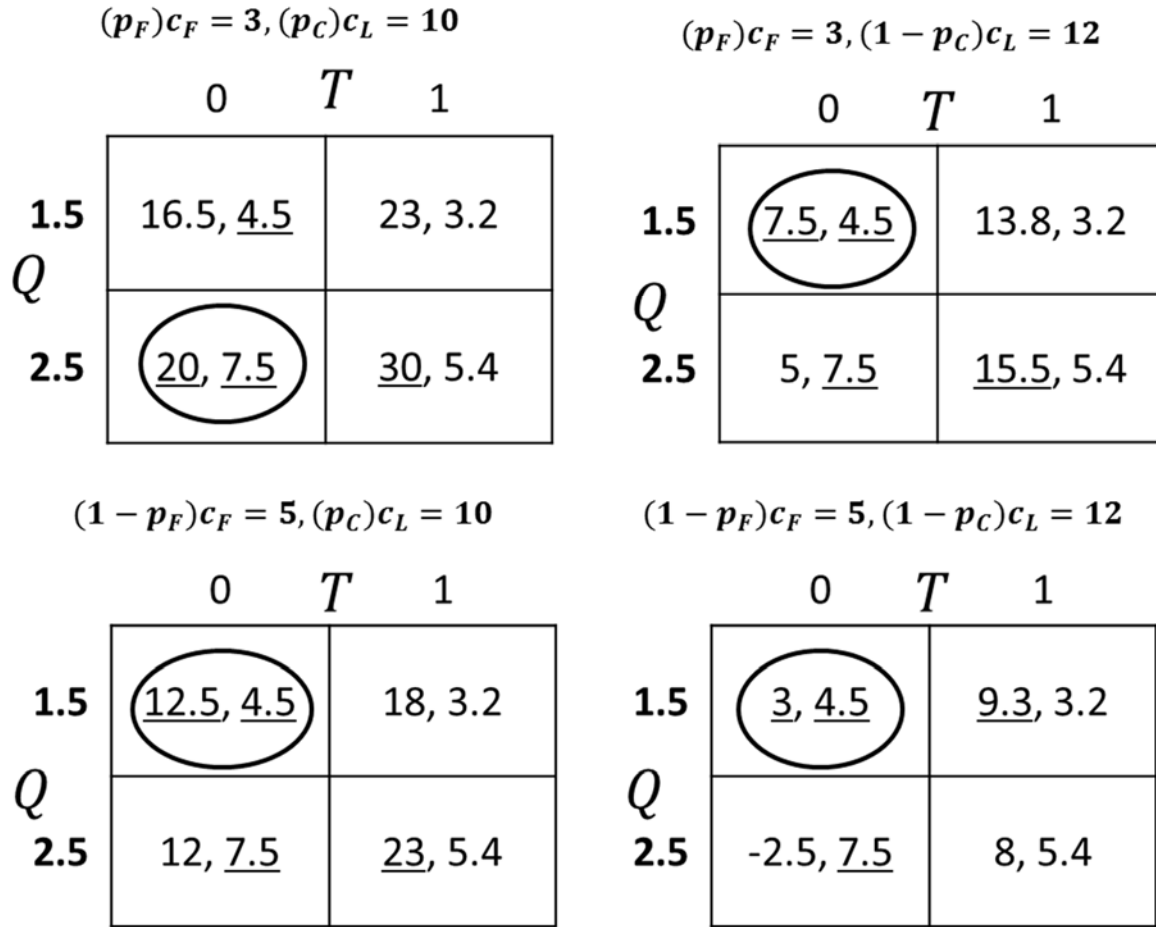 (p_F)c_F = 3, (p_C)c_L = 10
0 T 1
1.5 16.5, 4.5 23, 3.2
Q
2.5 20, 7.5 30, 5.4
(p_F)c_F = 3, (1 − p_C)c_L = 12
0 T 1
1.5 7.5, 4.5 13.8, 3.2
Q
2.5 5, 7.5 15.5, 5.4
(1 − p_F)c_F = 5, (p_C)c_L = 10
0 T 1
1.5 12.5, 4.5 18, 3.2
Q
2.5 12, 7.5 23, 5.4
(1 − p_F)c_F = 5, (1 − p_C)c_L = 12
0 T 1
1.5 3, 4.5 9.3, 3.2
Q
2.5 -2.5, 7.5 8, 5.4